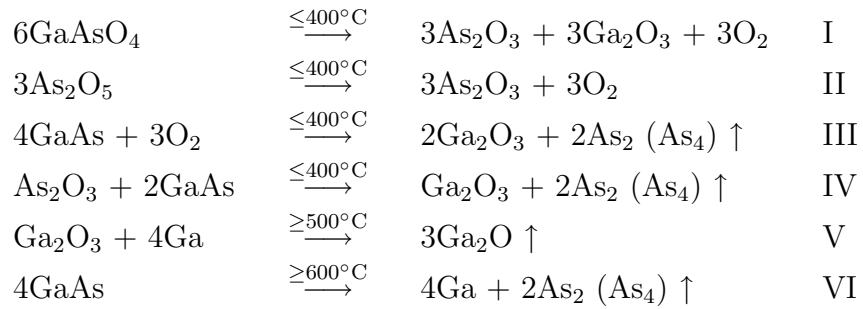 6GaAsO₄ ≤400°C⟶ 3As₂O₃ + 3Ga₂O₃ + 3O₂ I
3As₂O₅ ≤400°C⟶ 3As₂O₃ + 3O₂ II
4GaAs + 3O₂ ≤400°C⟶ 2Ga₂O₃ + 2As₂ (As₄) ↑ III
As₂O₃ + 2GaAs ≤400°C⟶ Ga₂O₃ + 2As₂ (As₄) ↑ IV
Ga₂O₃ + 4Ga ≥500°C⟶ 3Ga₂O ↑ V
4GaAs ≥600°C⟶ 4Ga + 2As₂ (As₄) ↑ VI